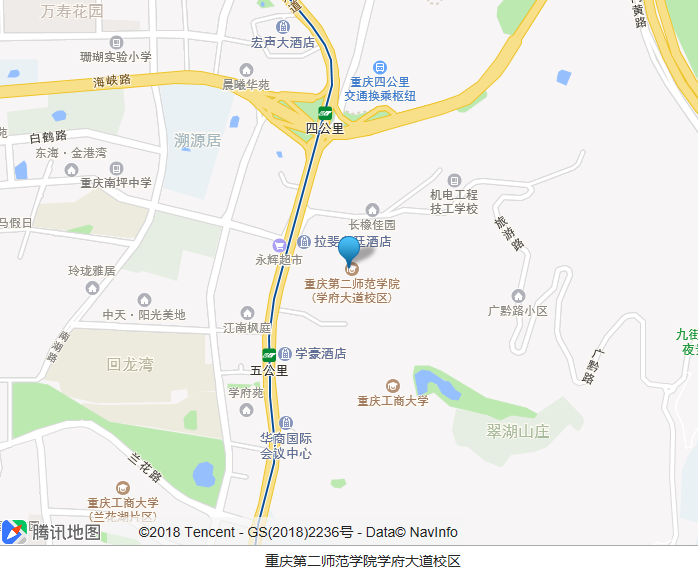 万寿花园
宏声大酒店
珊瑚实验小学
海峡路
晨曦华苑
重庆四公里
交通换乘枢纽
四公里
白鹤路
溯源居
东海·金港湾
重庆南坪中学
机电工程
技工学校
马假日
长橡佳园
旅游路
拉斐
廷酒店
永辉超市
玲珑雅居
重庆第二师范学院
(学府大道校区)
中天·阳光美地
江南枫庭
广黔路小区
南湖路
回龙湾
学豪酒店
五公里
广黔路
九街
夜
学府苑
重庆工商大学
华商国际
会议中心
翠湖山庄
兰花路
重庆工商大学
(兰花湖片区)
腾讯地图
©2018 Tencent - GS(2018)2236号 - Data© NavInfo
重庆第二师范学院学府大道校区